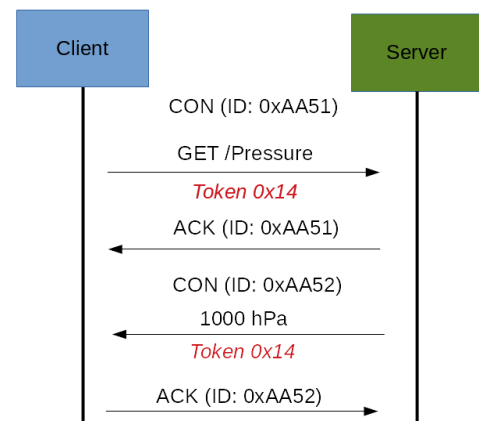 Client
Server
CON (ID: 0xAA51)
GET /Pressure
Token 0x14
ACK (ID: 0xAA51)
CON (ID: 0xAA52)
1000 hPa
Token 0x14
ACK (ID: 0xAA52)